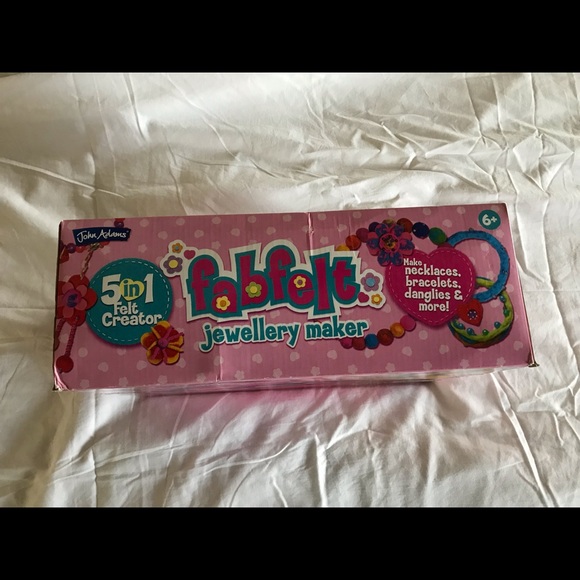 John Adams
5 in 1
Felt
Creator
fabfelt
jewellery maker
Make
necklaces,
bracelets,
danglies &
more!
6+